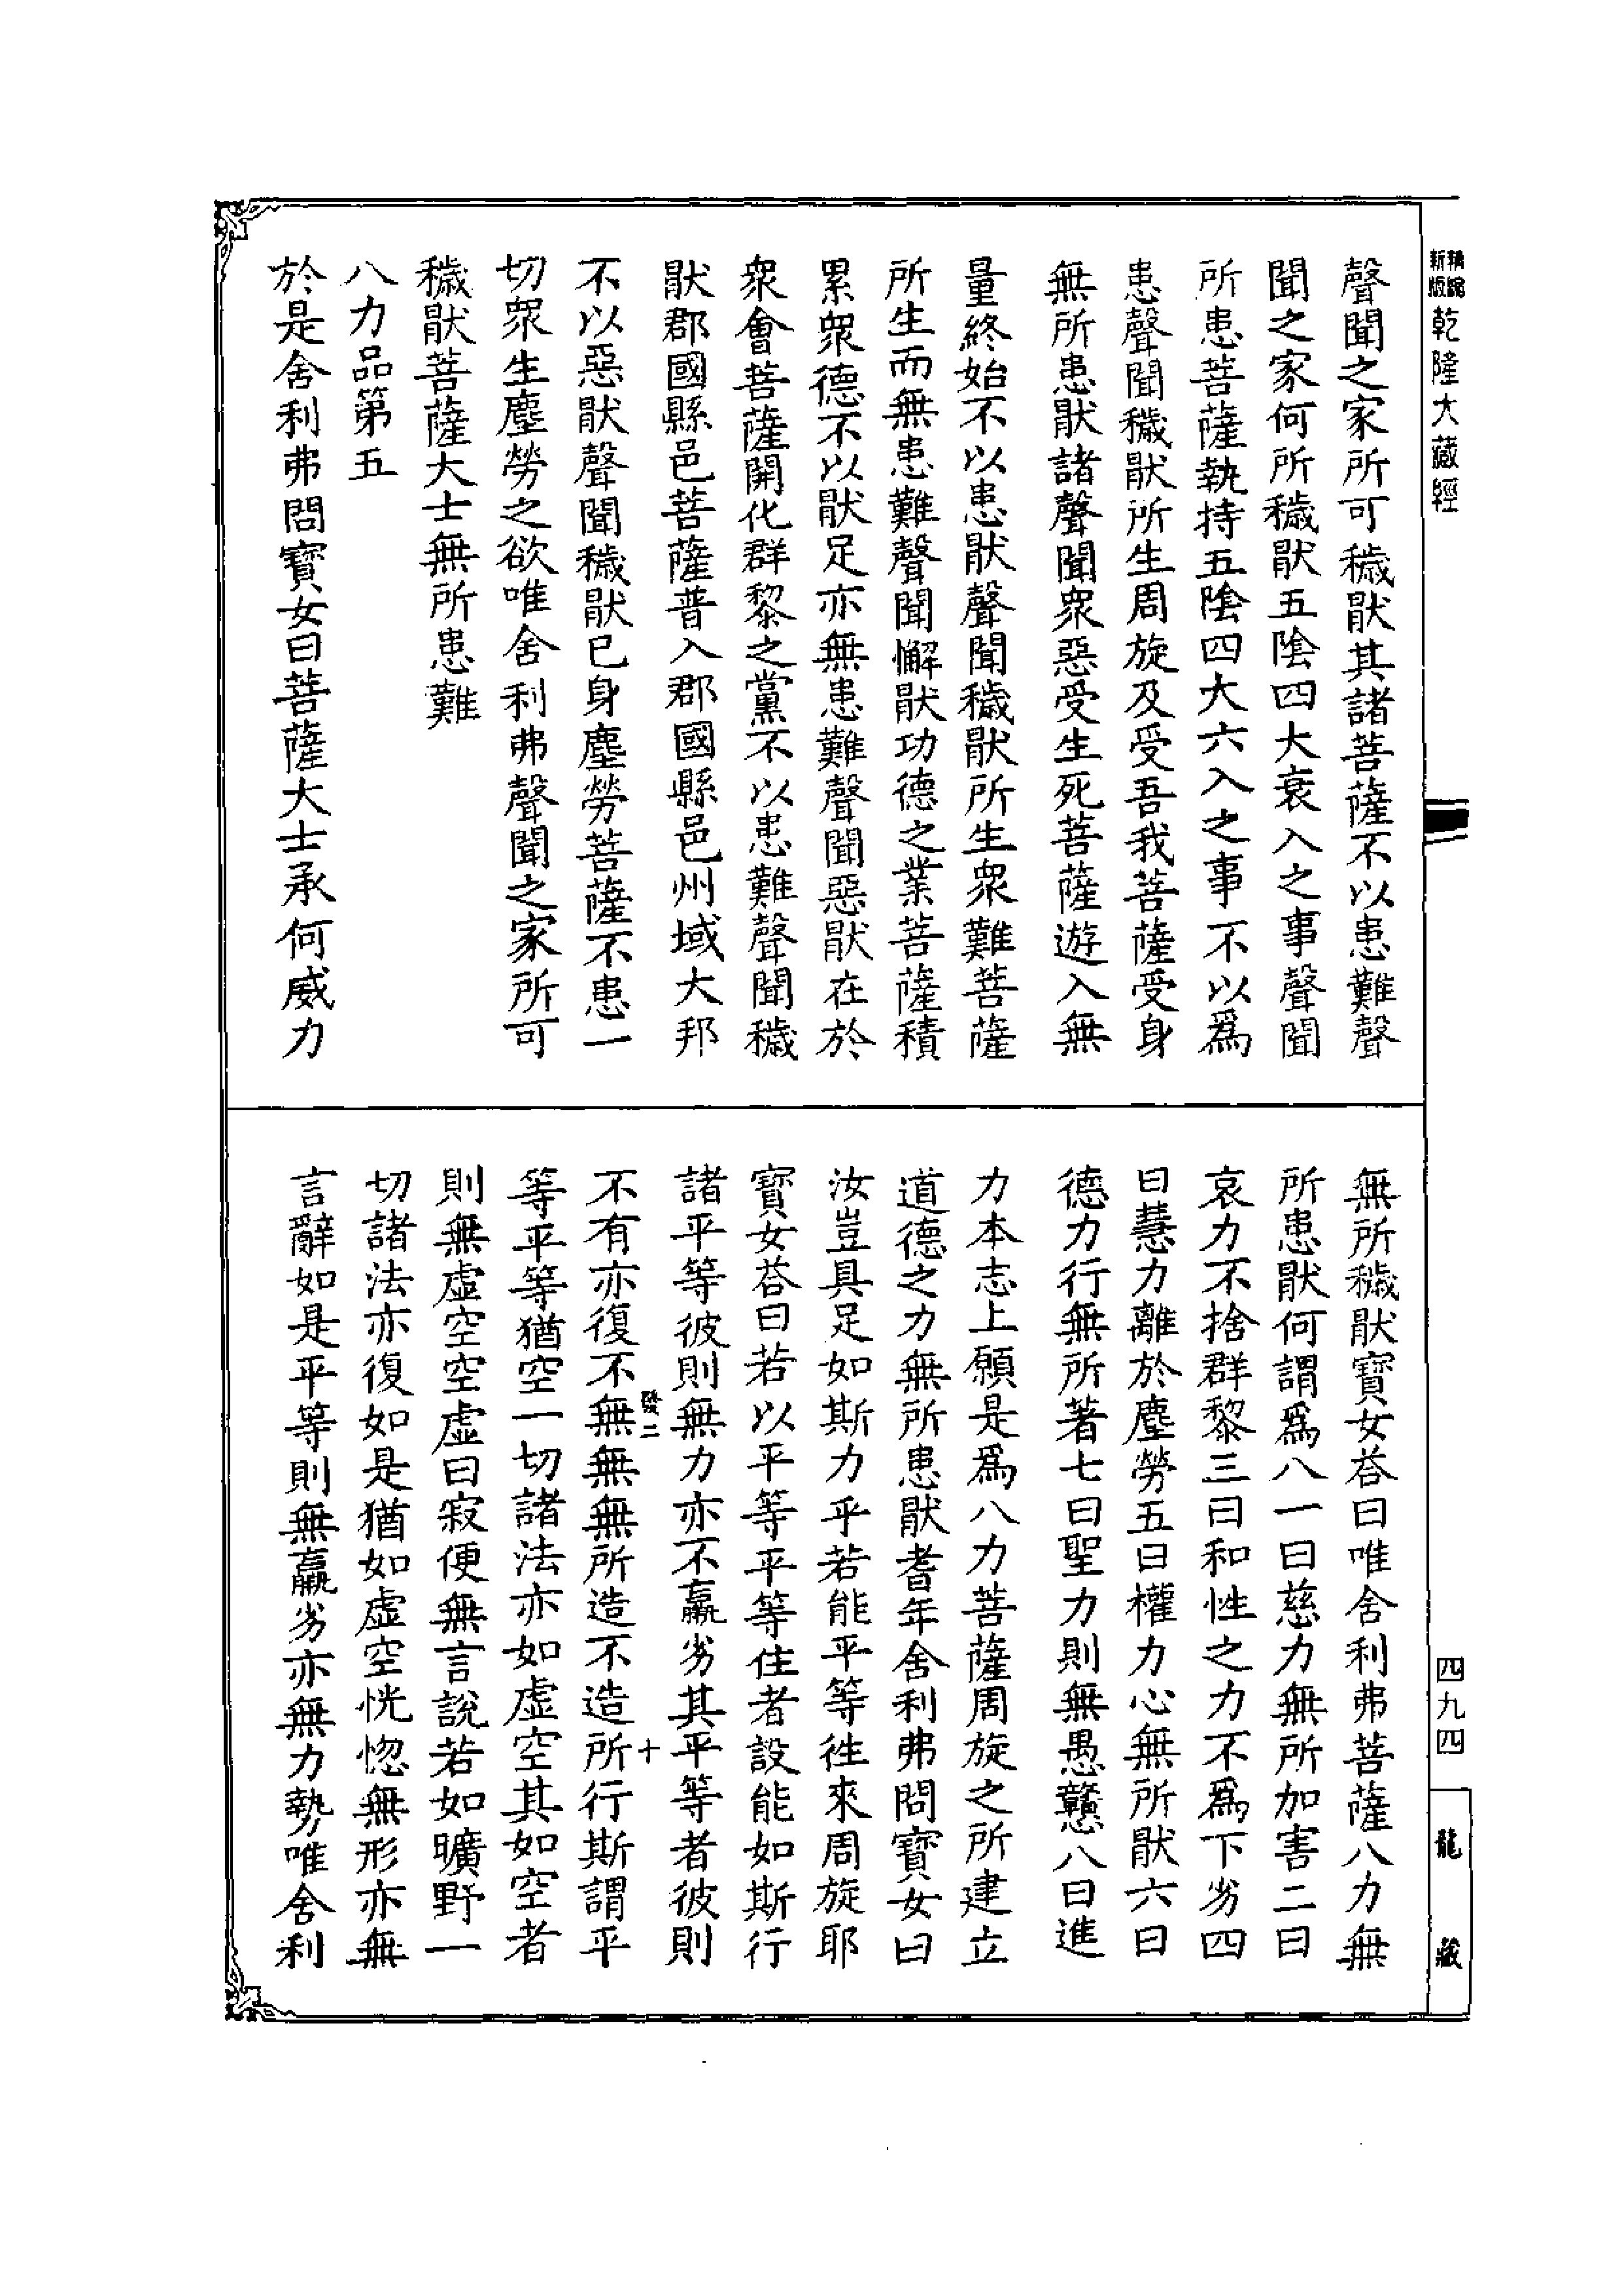 新編
縮版
乾隆大藏經
聲聞之家所可穢猒其諸菩薩不以患難聲
聞之家何所穢猒五陰四大衰入之事聲聞
所患菩薩執持五陰四大六入之事不以爲
患聲聞穢猒所生周旋及受吾我菩薩受身
無所患猒諸聲聞衆惡受生死菩薩遊入無
量終始不以患猒聲聞穢猒所生衆難菩薩
所生而無患難聲聞懈猒功德之業菩薩積
累衆德不以猒足亦無患難聲聞惡猒在於
衆會菩薩開化群黎之黨不以患難聲聞穢
猒郡國縣邑菩薩普入郡國縣邑州域大邦
不以惡猒聲聞穢猒已身塵勞菩薩不患一
切衆生塵勞之欲唯舍利弗聲聞之家所可
穢猒菩薩大士無所患難
八力品第五
於是舍利弗問寶女曰菩薩大士承何威力
無所穢猒寶女荅曰唯舍利弗菩薩八力無
所患猒何謂爲八一曰慈力無所加害二曰
哀力不捨群黎三曰和性之力不爲下劣四
曰慧力離於塵勞五曰權力心無所猒六曰
德力行無所著七曰聖力則無愚戇八曰進
力本志上願是爲八力菩薩周旋之所建立
道德之力無所患猒耆年舍利弗問寶女曰
汝豈具足如斯力乎若能平等徃來周旋耶
寶女荅曰若以平等平等住者設能如斯行
諸平等彼則無力亦不羸劣其平等者彼則
不有亦復不無無無所造不造所行斯謂平
等平等猶空一切諸法亦如虛空其如空者
則無虛空空虛曰寂便無言說若如曠野一
切諸法亦復如是猶如虛空恍惚無形亦無
言辭如是平等則無羸劣亦無力勢唯舍利
二
十
四九四
龍藏